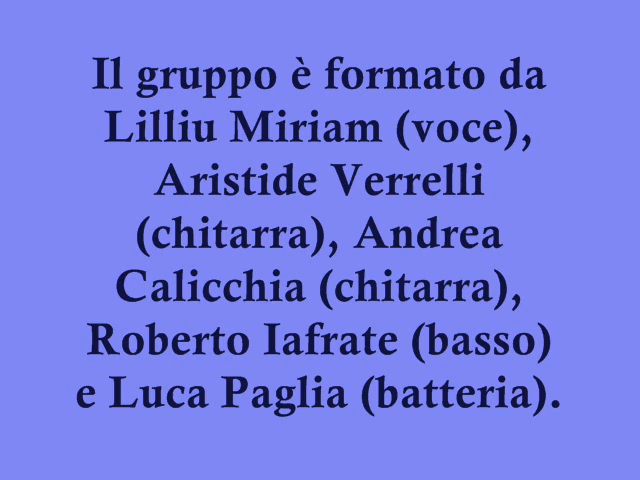 Il gruppo è formato da
Lilliu Miriam (voce),
Aristide Verrelli
(chitarra), Andrea
Calicchia (chitarra),
Roberto Iafrate (basso)
e Luca Paglia (batteria).